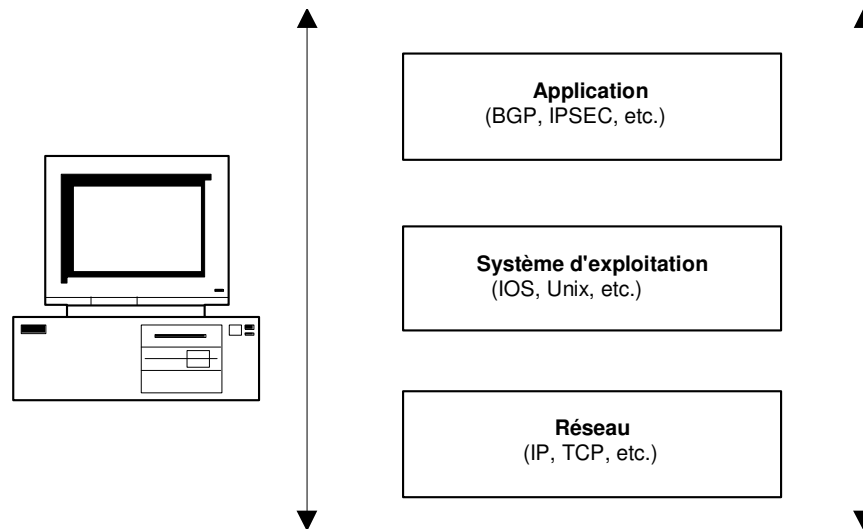 Application
(BGP, IPSEC, etc.)
Système d'exploitation
(IOS, Unix, etc.)
Réseau
(IP, TCP, etc.)